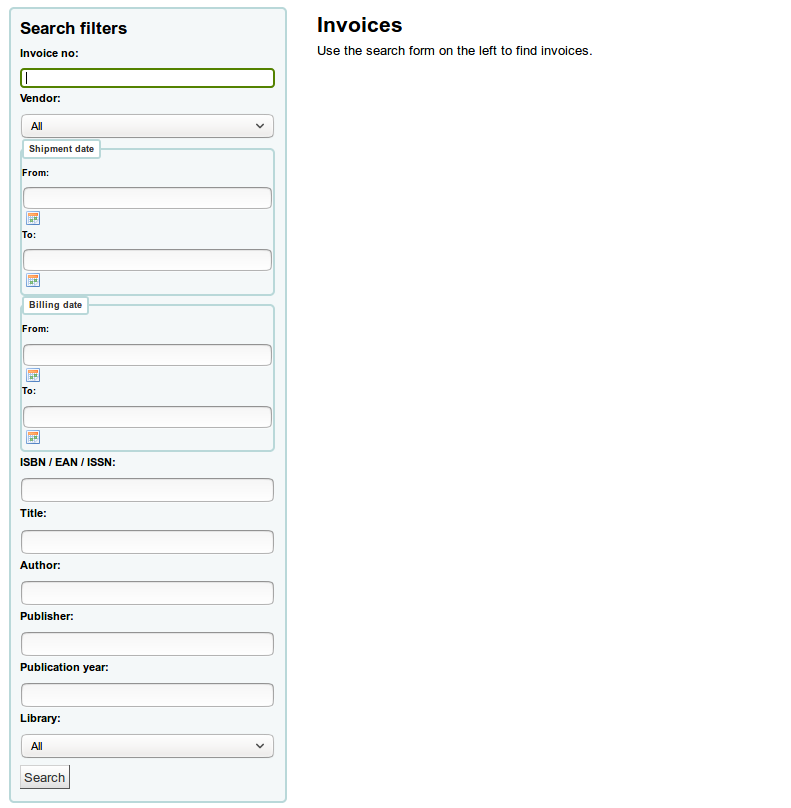 Search filters
Invoice no:
Vendor:
All
Shipment date
From:
To:
Billing date
From:
To:
ISBN / EAN / ISSN:
Title:
Author:
Publisher:
Publication year:
Library:
All
Search
Invoices
Use the search form on the left to find invoices.